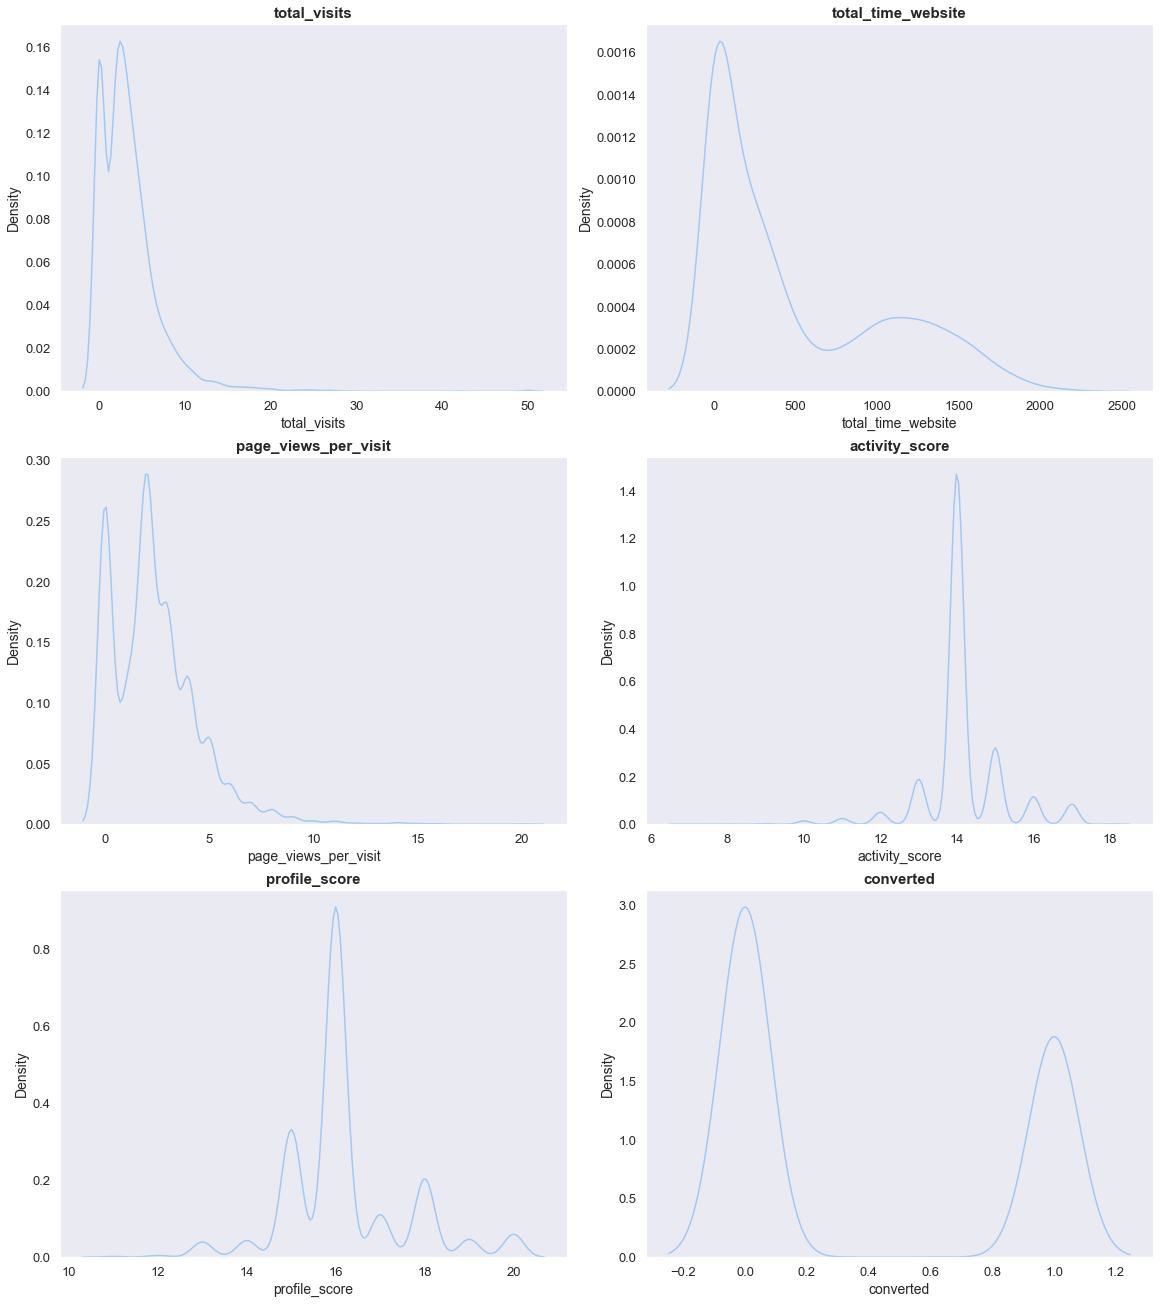 total_visits
0.16
0.14
0.12
0.10
0.08
0.06
0.04
0.02
0.00
Density
0 10 20 30 40 50
total_visits
total_time_website
0.0016
0.0014
0.0012
0.0010
0.0008
0.0006
0.0004
0.0002
0.0000
Density
0 500 1000 1500 2000 2500
total_time_website
page_views_per_visit
0.30
0.25
0.20
0.15
0.10
0.05
0.00
Density
0 5 10 15 20
page_views_per_visit
activity_score
1.4
1.2
1.0
0.8
0.6
0.4
0.2
0.0
Density
6 8 10 12 14 16 18
activity_score
profile_score
0.8
0.6
0.4
0.2
0.0
Density
10 12 14 16 18 20
profile_score
converted
3.0
2.5
2.0
1.5
1.0
0.5
0.0
Density
−0.2 0.0 0.2 0.4 0.6 0.8 1.0 1.2
converted